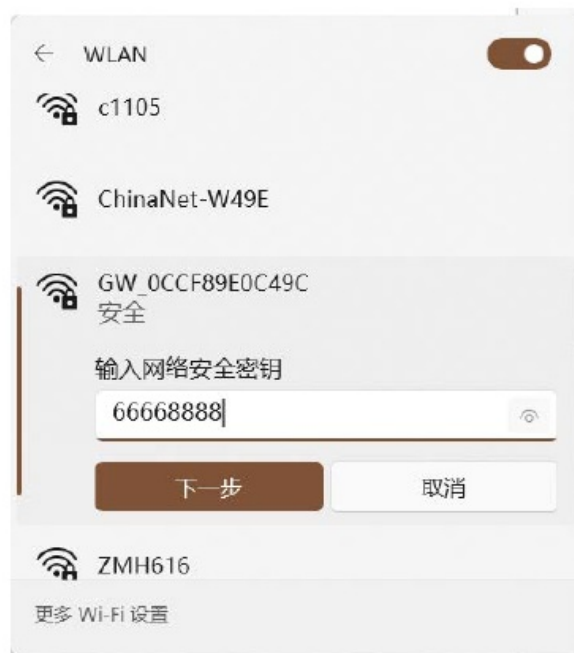 WLAN
c1105
ChinaNet-W49E
GW_0CCF89E0C49C
安全
输入网络安全密钥
66668888
下一步
取消
ZMH616
更多 Wi-Fi 设置